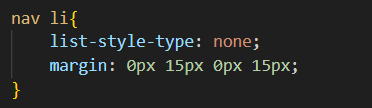 nav li{
    list-style-type: none;
    margin: 0px 15px 0px 15px;
}